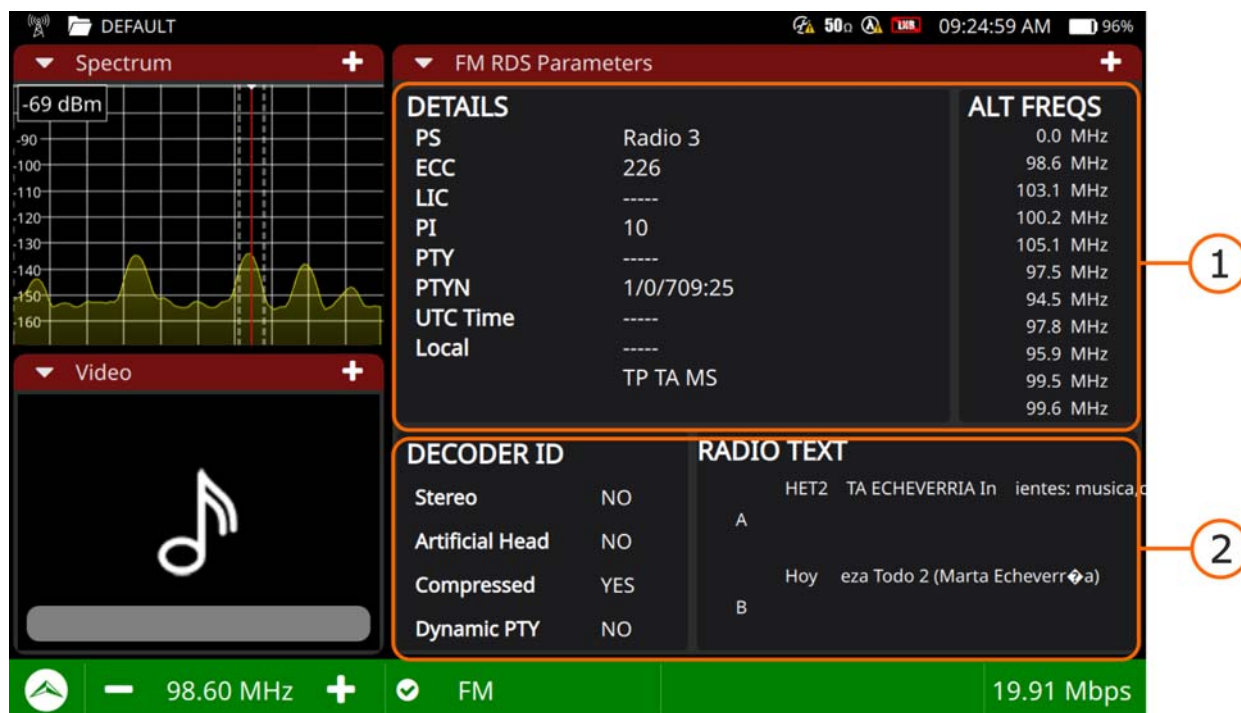 DEFAULT
50Ω LNB 09:24:59 AM 96%
Spectrum +
-69 dBm
-90
-100
-110
-120
-130
-140
-150
-160
Video +
FM RDS Parameters +
DETAILS
PS Radio 3
ECC 226
LIC -----
PI 10
PTY -----
PTYN 1/0/709:25
UTC Time -----
Local -----
TP TA MS
ALT FREQS
0.0 MHz
98.6 MHz
103.1 MHz
100.2 MHz
105.1 MHz
97.5 MHz
94.5 MHz
97.8 MHz
95.9 MHz
99.5 MHz
99.6 MHz
1
DECODER ID
Stereo NO
Artificial Head NO
Compressed YES
Dynamic PTY NO
RADIO TEXT
HET2 TA ECHEVERRIA In ientes: musica,c
A
Hoy eza Todo 2 (Marta Echeverr�a)
B
2
− 98.60 MHz + FM 19.91 Mbps